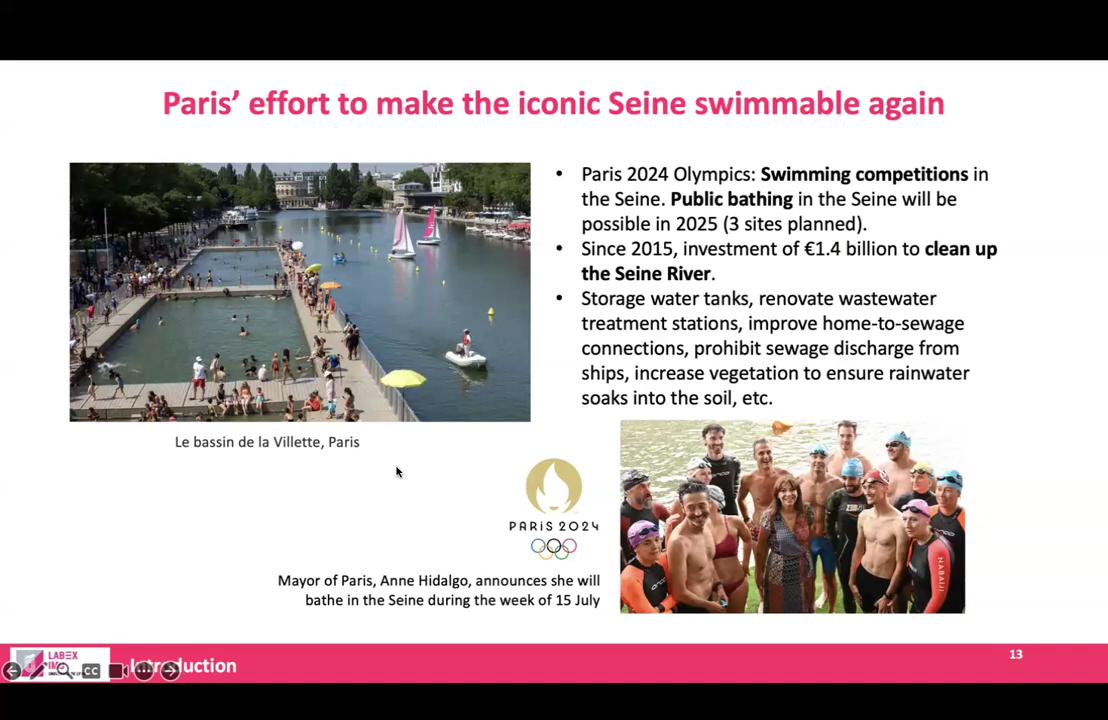 Paris’ effort to make the iconic Seine swimmable again
• Paris 2024 Olympics: Swimming competitions in
the Seine. Public bathing in the Seine will be
possible in 2025 (3 sites planned).
• Since 2015, investment of €1.4 billion to clean up
the Seine River.
• Storage water tanks, renovate wastewater
treatment stations, improve home-to-sewage
connections, prohibit sewage discharge from
ships, increase vegetation to ensure rainwater
soaks into the soil, etc.
Le bassin de la Villette, Paris
PARIS 2024
Mayor of Paris, Anne Hidalgo, announces she will
bathe in the Seine during the week of 15 July
NABAIJI
LABEX
CC
Introduction
13